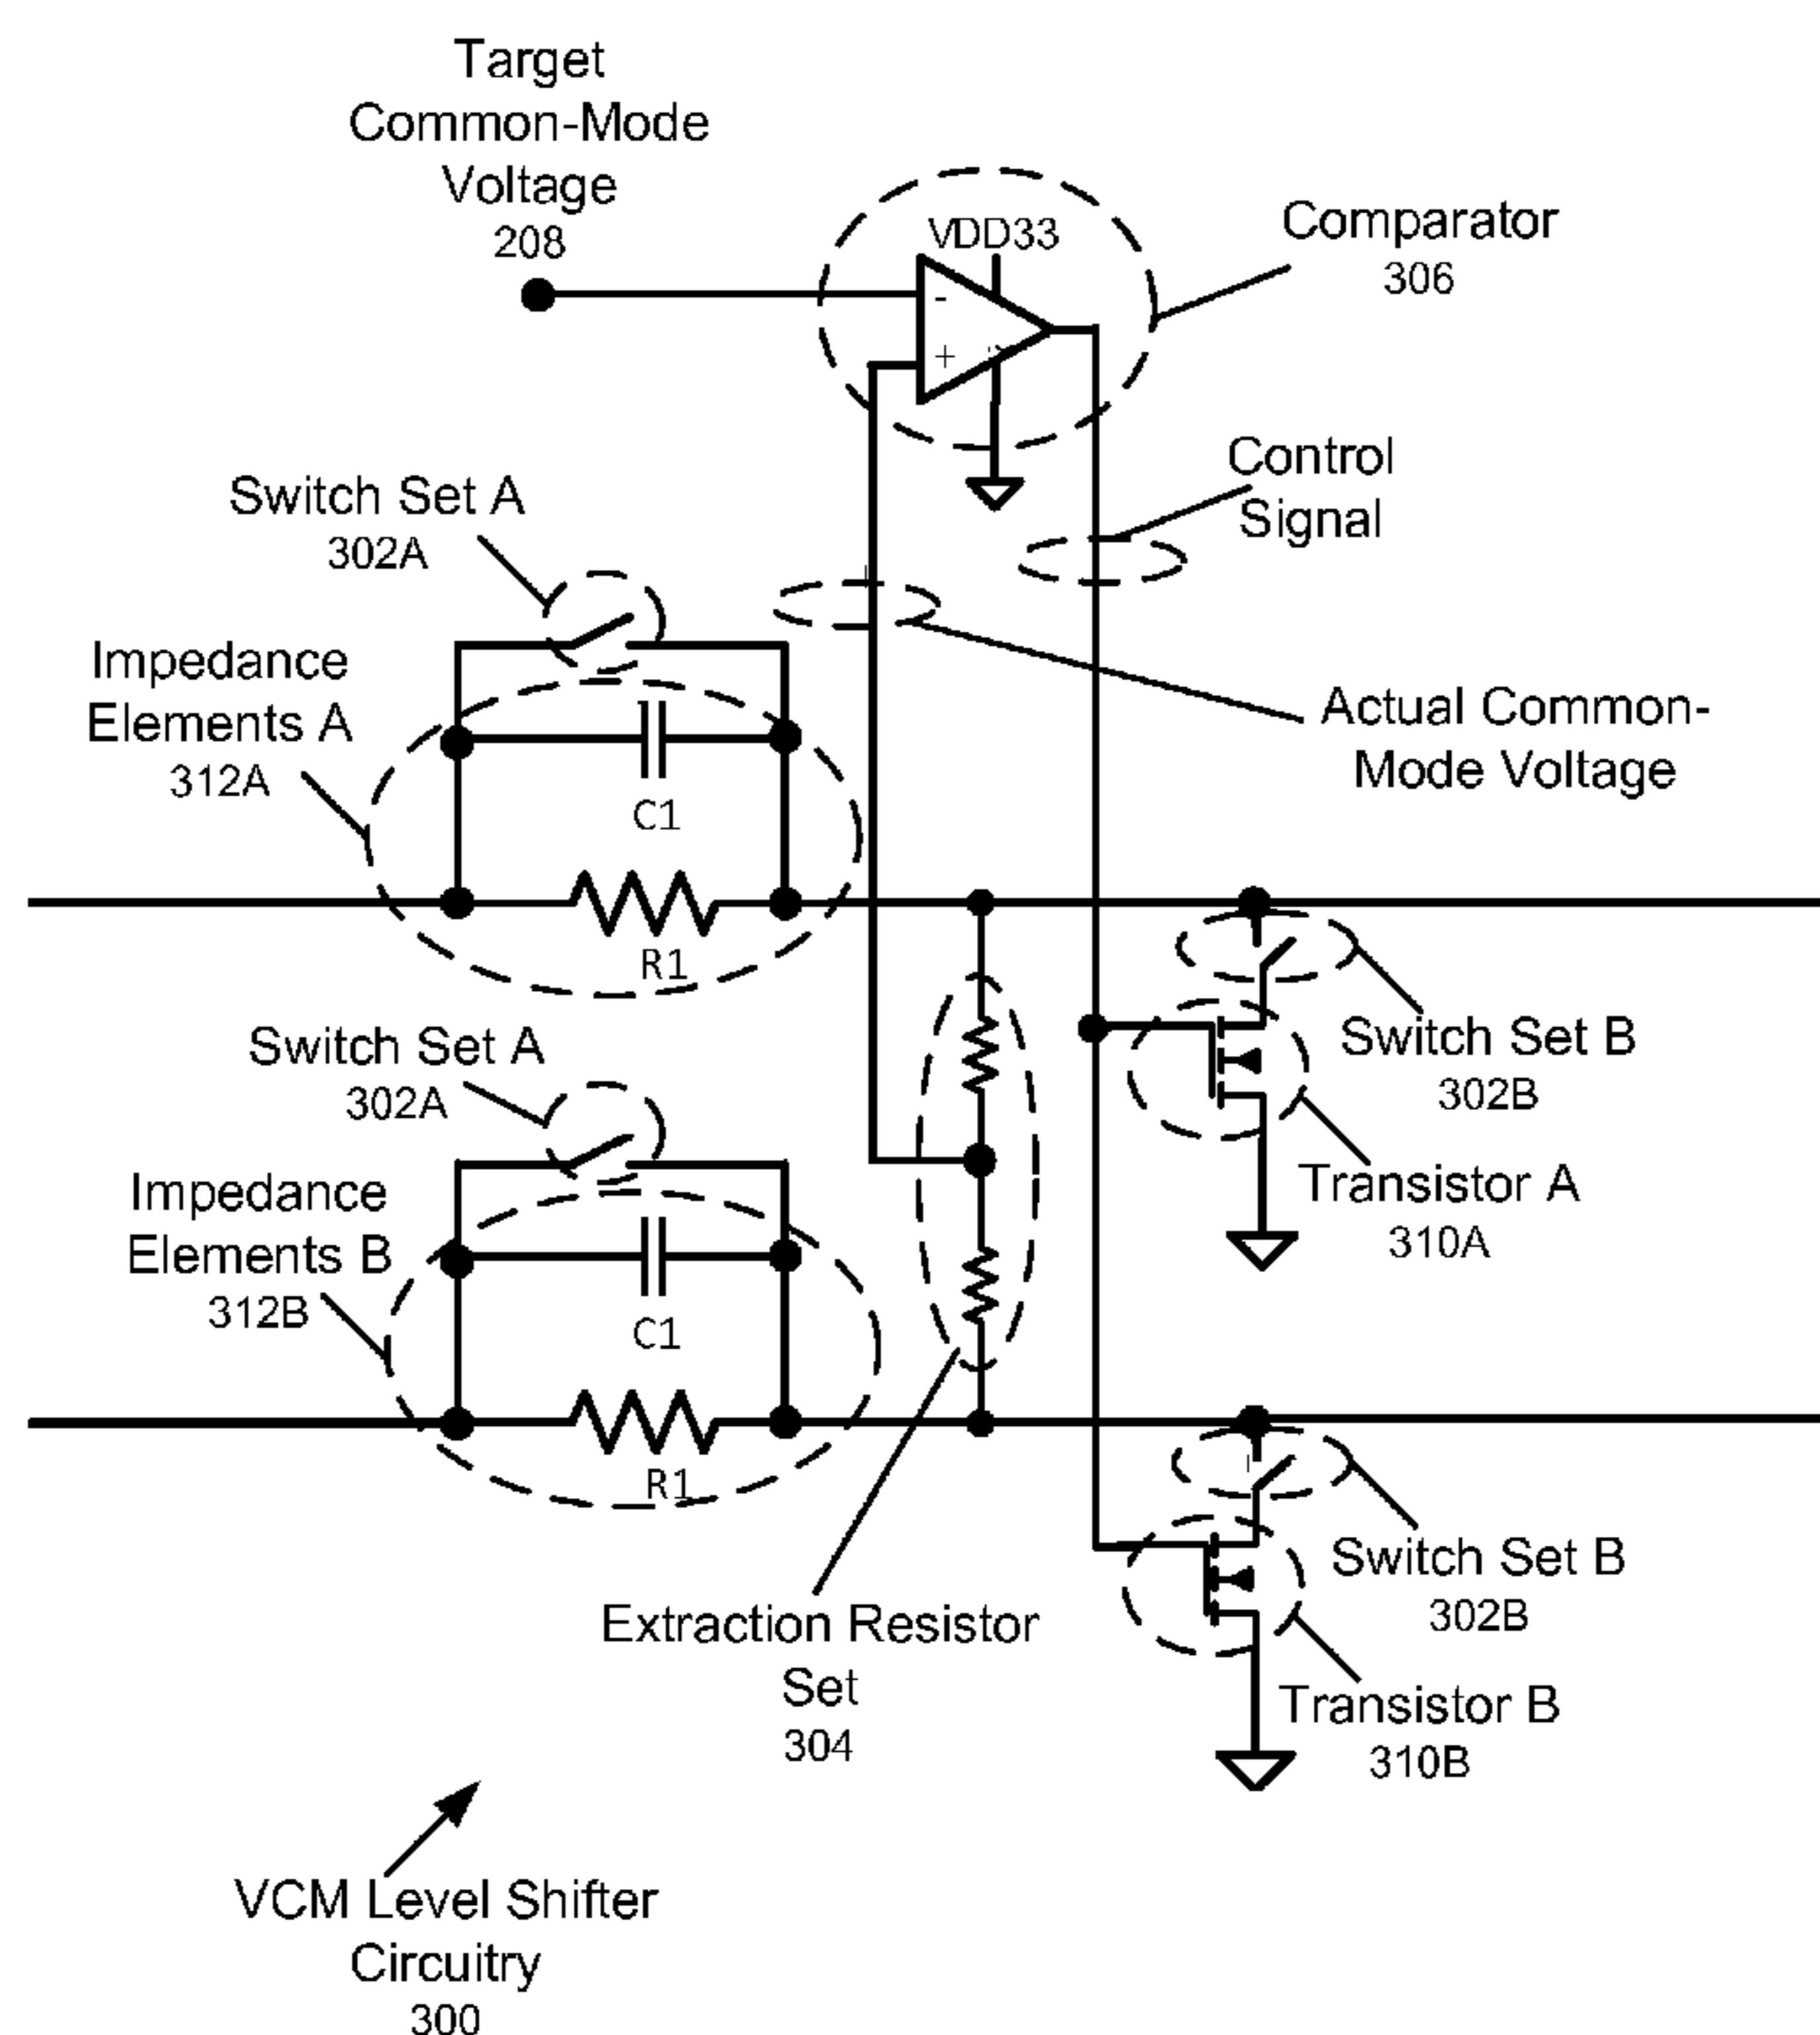 Target
Common-Mode
Voltage
208
VDD33
-
+
Comparator
306
Control
Signal
Switch Set A
302A
Impedance
Elements A
312A
C1
R1
Actual Common-
Mode Voltage
Switch Set B
302B
Transistor A
310A
Switch Set A
302A
Impedance
Elements B
312B
C1
R1
Extraction Resistor
Set
304
Switch Set B
302B
Transistor B
310B
VCM Level Shifter
Circuitry
300